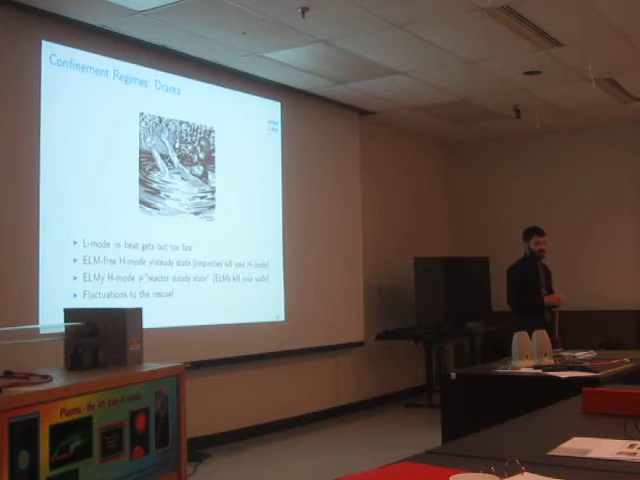 Confinement Regimes: Drama
L-mode ⇒ heat gets out too fast
ELM-free H-mode ≠ steady state (impurities kill your H-mode)
ELMy H-mode ≠ "reactor steady state" (ELMs kill your walls)
Fluctuations to the rescue!
Plasma - the 4th state of matter